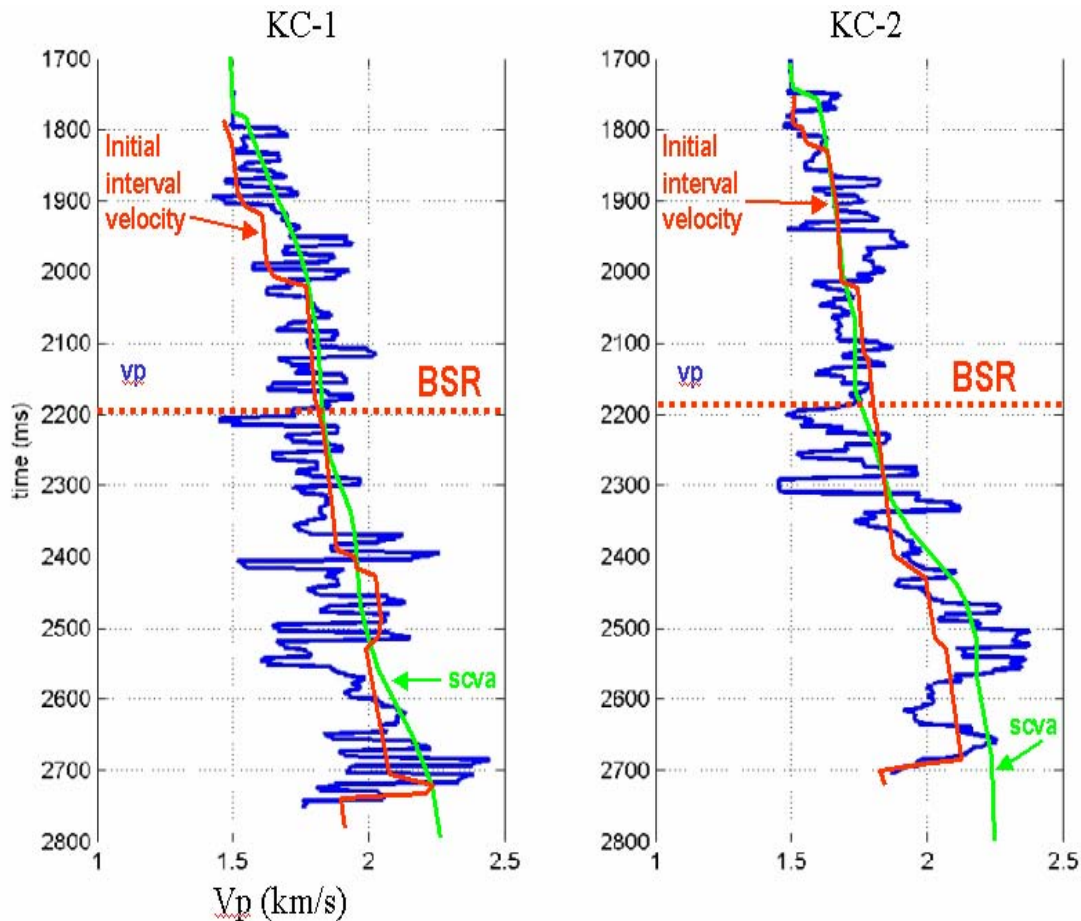 KC-1
1700
1800
1900
2000
2100
2200
2300
2400
2500
2600
2700
2800
time (ms)
Initial
interval
velocity
vp
BSR
scva
1
1.5
2
2.5
Vp (km/s)
KC-2
1700
1800
1900
2000
2100
2200
2300
2400
2500
2600
2700
2800
Initial
interval
velocity
vp
BSR
scva
1
1.5
2
2.5